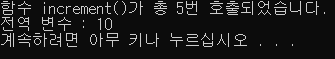 함수 increment()가 총 5번 호출되었습니다.
전역 변수 : 10
계속하려면 아무 키나 누르십시오 . . .